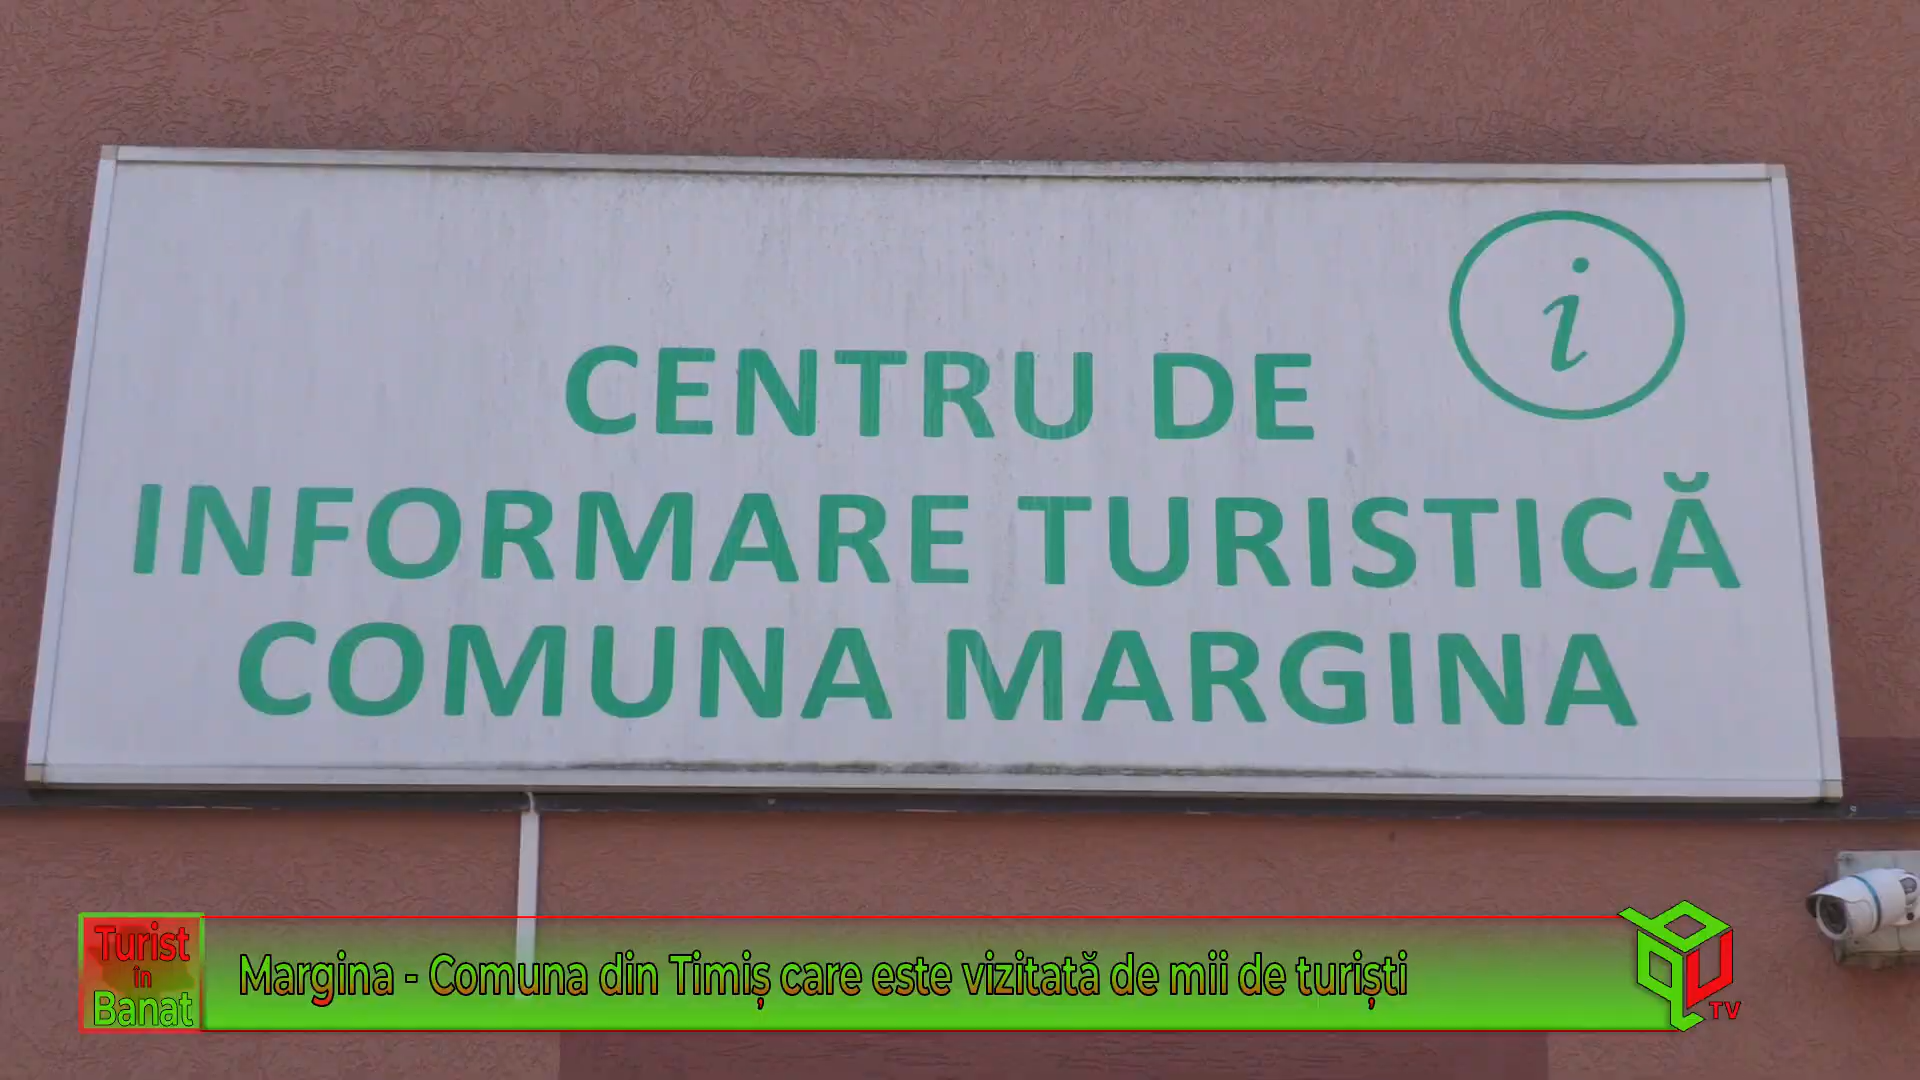 i
CENTRU DE
INFORMARE TURISTICĂ
COMUNA MARGINA
Turist
în
Banat
Margina - Comuna din Timiș care este vizitată de mii de turiști
TV